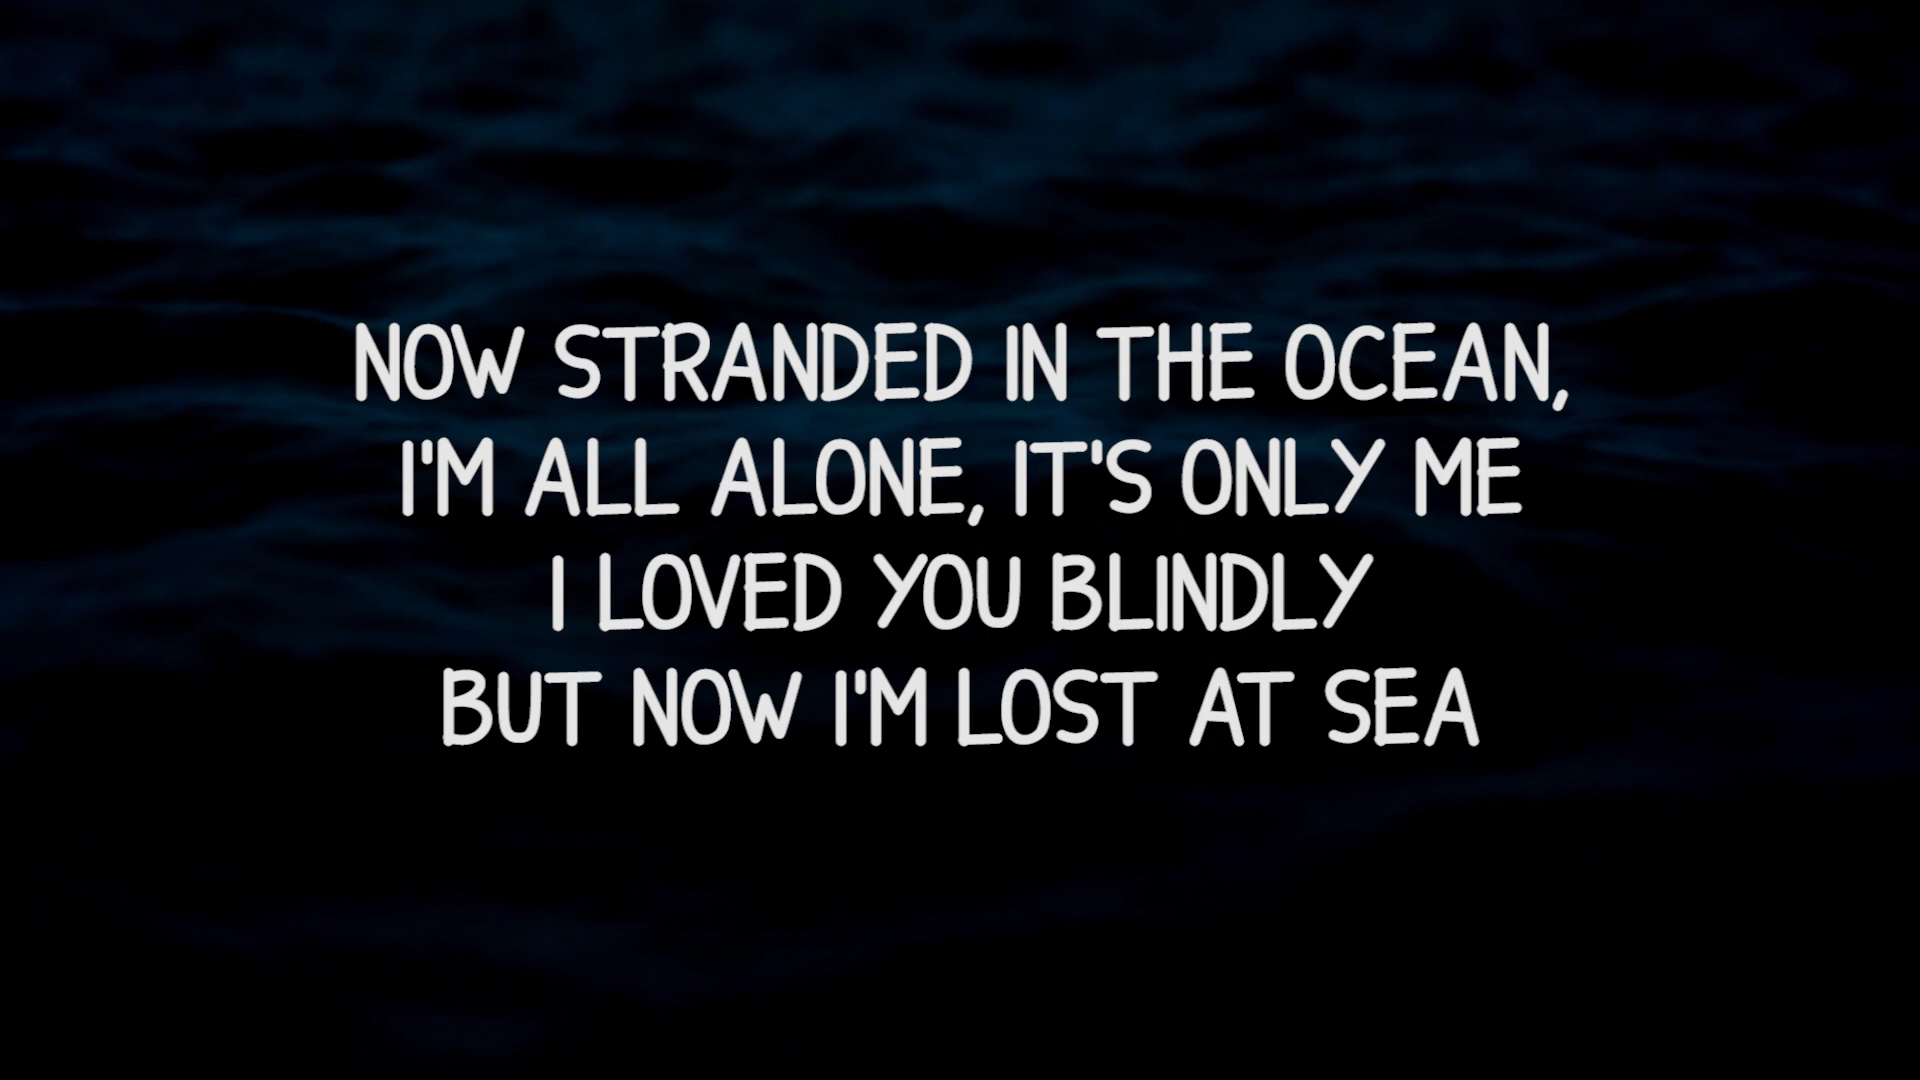 NOW STRANDED IN THE OCEAN,
I'M ALL ALONE, IT'S ONLY ME
I LOVED YOU BLINDLY
BUT NOW I'M LOST AT SEA